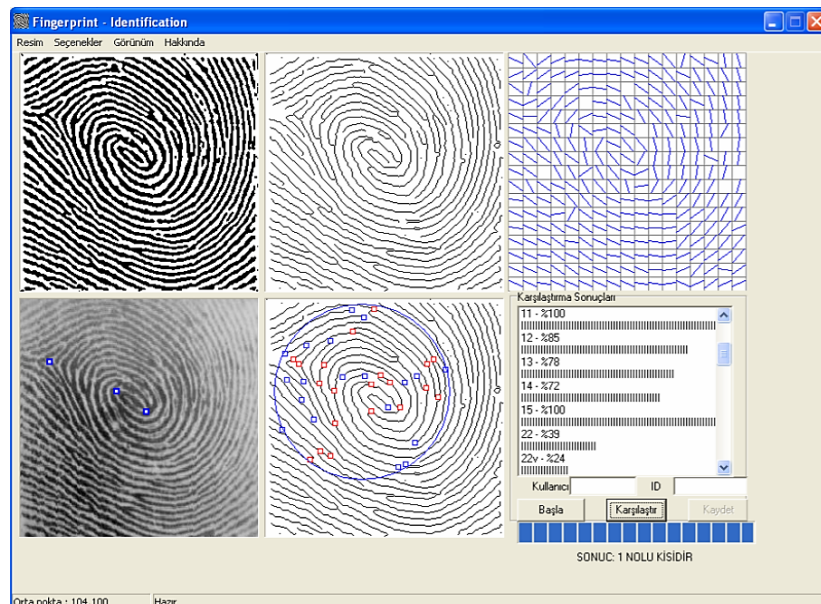 Fingerprint - Identification
Resim Seçenekler Görünüm Hakkında
Karşılaştırma Sonuçları
11 - %100
12 - %85
13 - %78
14 - %72
15 - %100
22 - %39
22v - %24
Kullanıcı ID
Başla Karşılaştır Kaydet
SONUC: 1 NOLU KİSİDİR
Orta nokta : 104,100 Hazır